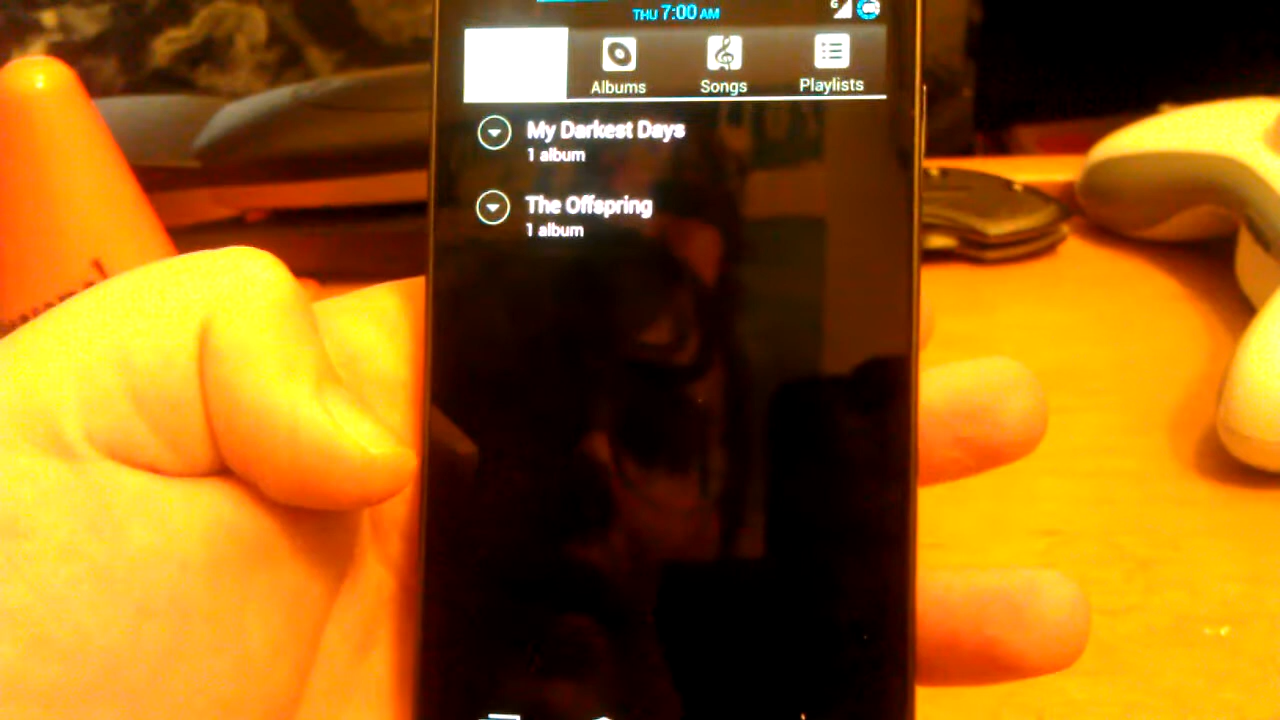 THU 7:00 AM
G
Albums
Songs
Playlists
My Darkest Days
1 album
The Offspring
1 album